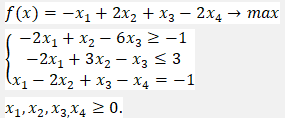 f(x) = −x₁ + 2x₂ + x₃ − 2x₄ → max
−2x₁ + x₂ − 6x₃ ≥ −1
−2x₁ + 3x₂ − x₃ ≤ 3
x₁ − 2x₂ + x₃ − x₄ = −1
x₁, x₂, x₃, x₄ ≥ 0.